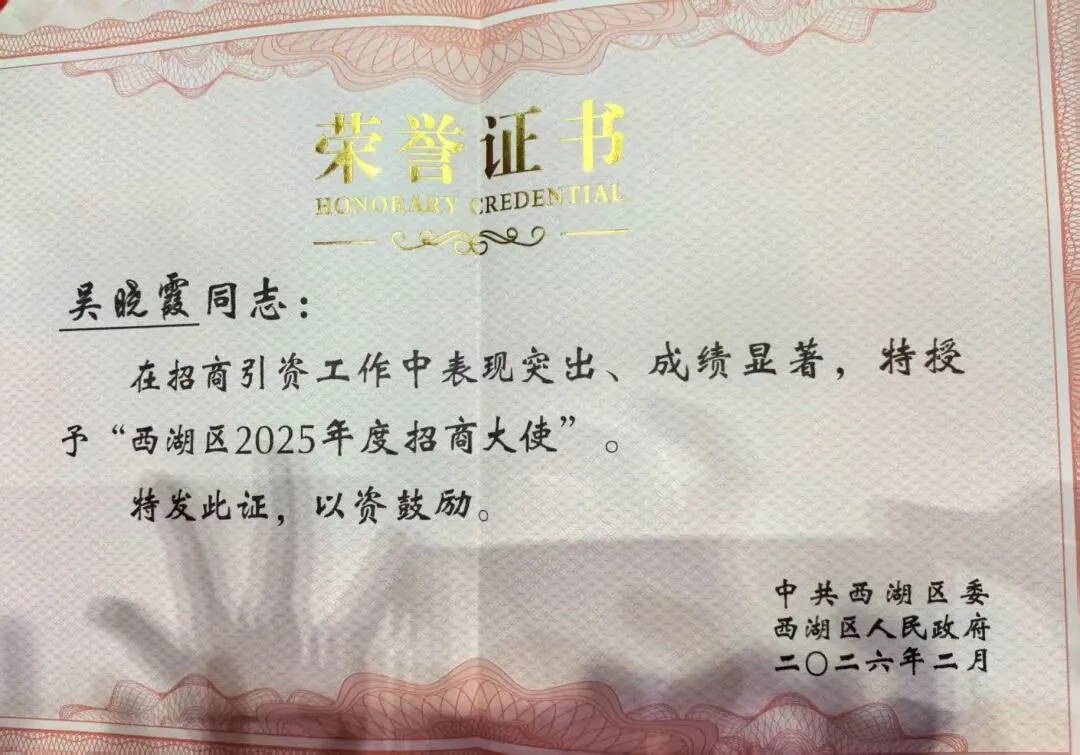 荣誉证书
HONORARY CREDENTIAL
吴晓霞同志：
在招商引资工作中表现突出、成绩显著，特授
予“西湖区2025年度招商大使”。
特发此证，以资鼓励。
中共西湖区委
西湖区人民政府
二〇二六年二月